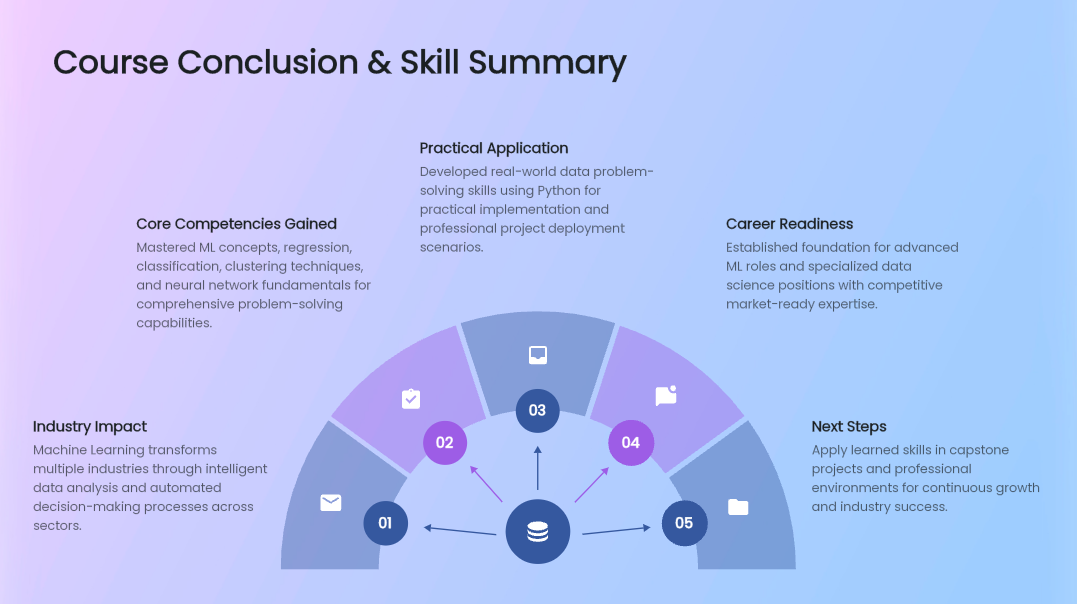 Course Conclusion & Skill Summary
Practical Application
Developed real-world data problem-
solving skills using Python for
practical implementation and
professional project deployment
scenarios.
Core Competencies Gained
Mastered ML concepts, regression,
classification, clustering techniques,
and neural network fundamentals for
comprehensive problem-solving
capabilities.
Career Readiness
Established foundation for advanced
ML roles and specialized data
science positions with competitive
market-ready expertise.
Industry Impact
Machine Learning transforms
multiple industries through intelligent
data analysis and automated
decision-making processes across
sectors.
Next Steps
Apply learned skills in capstone
projects and professional
environments for continuous growth
and industry success.
01
02
03
04
05